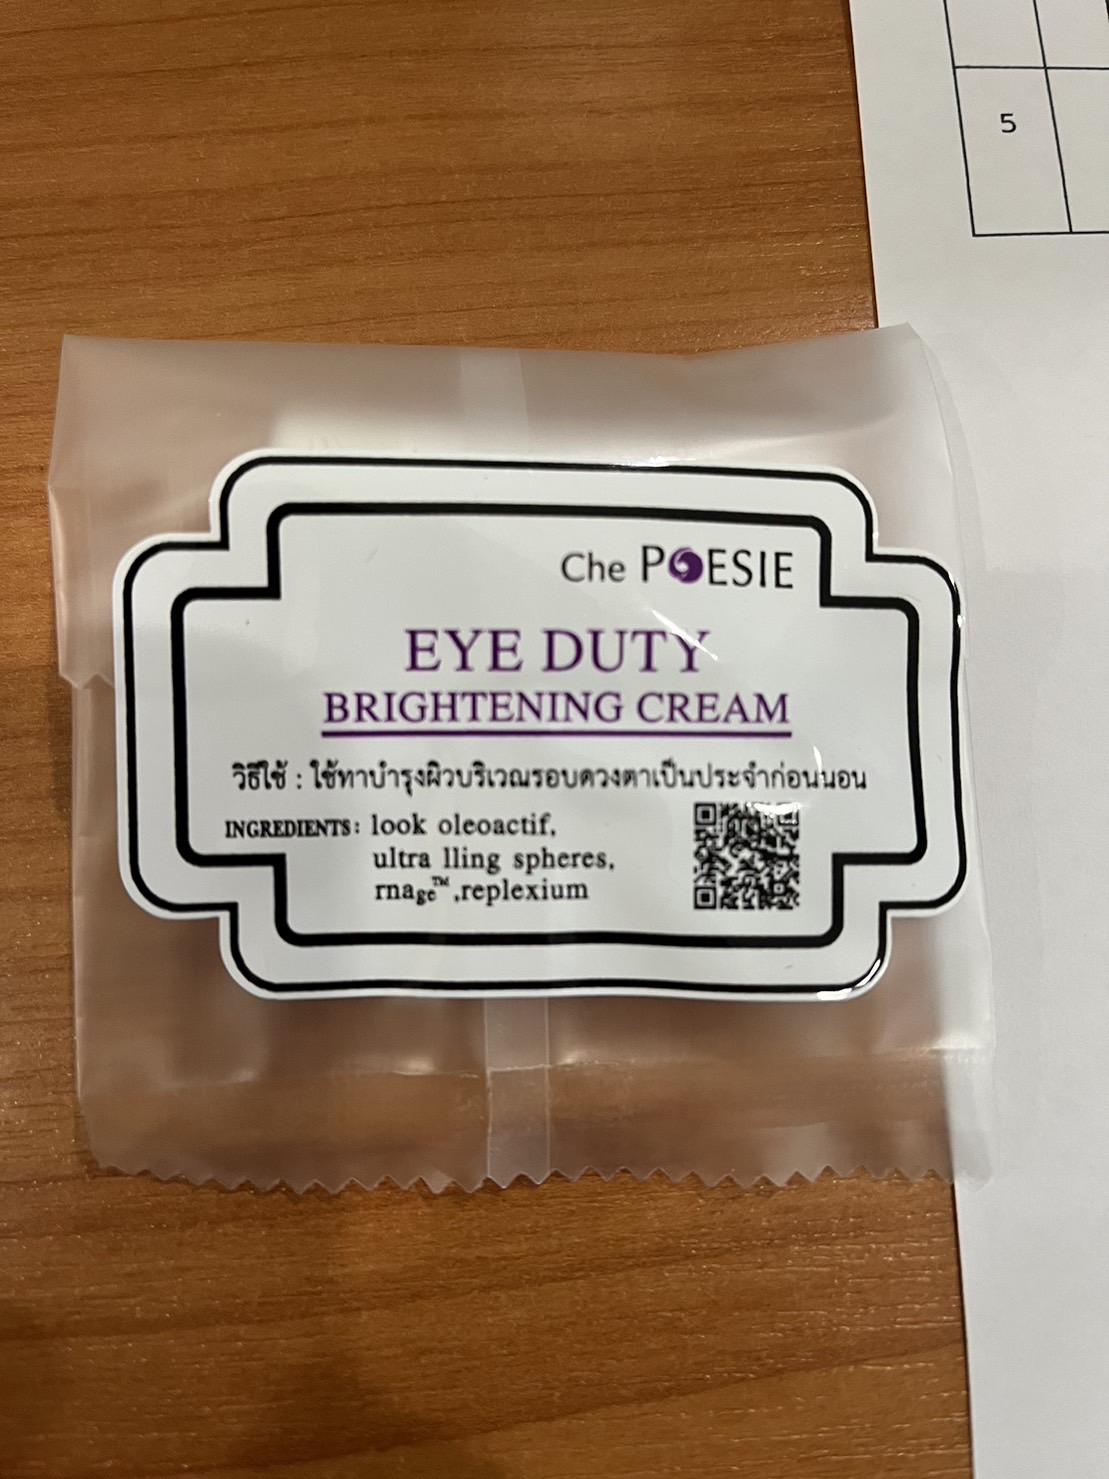 5
Che POESIE
EYE DUTY
BRIGHTENING CREAM
วิธีใช้ : ใช้ทาบำรุงผิวบริเวณรอบดวงตาเป็นประจำก่อนนอน
INGREDIENTS: look oleoactif,
ultra lling spheres,
rnage™ ,replexium